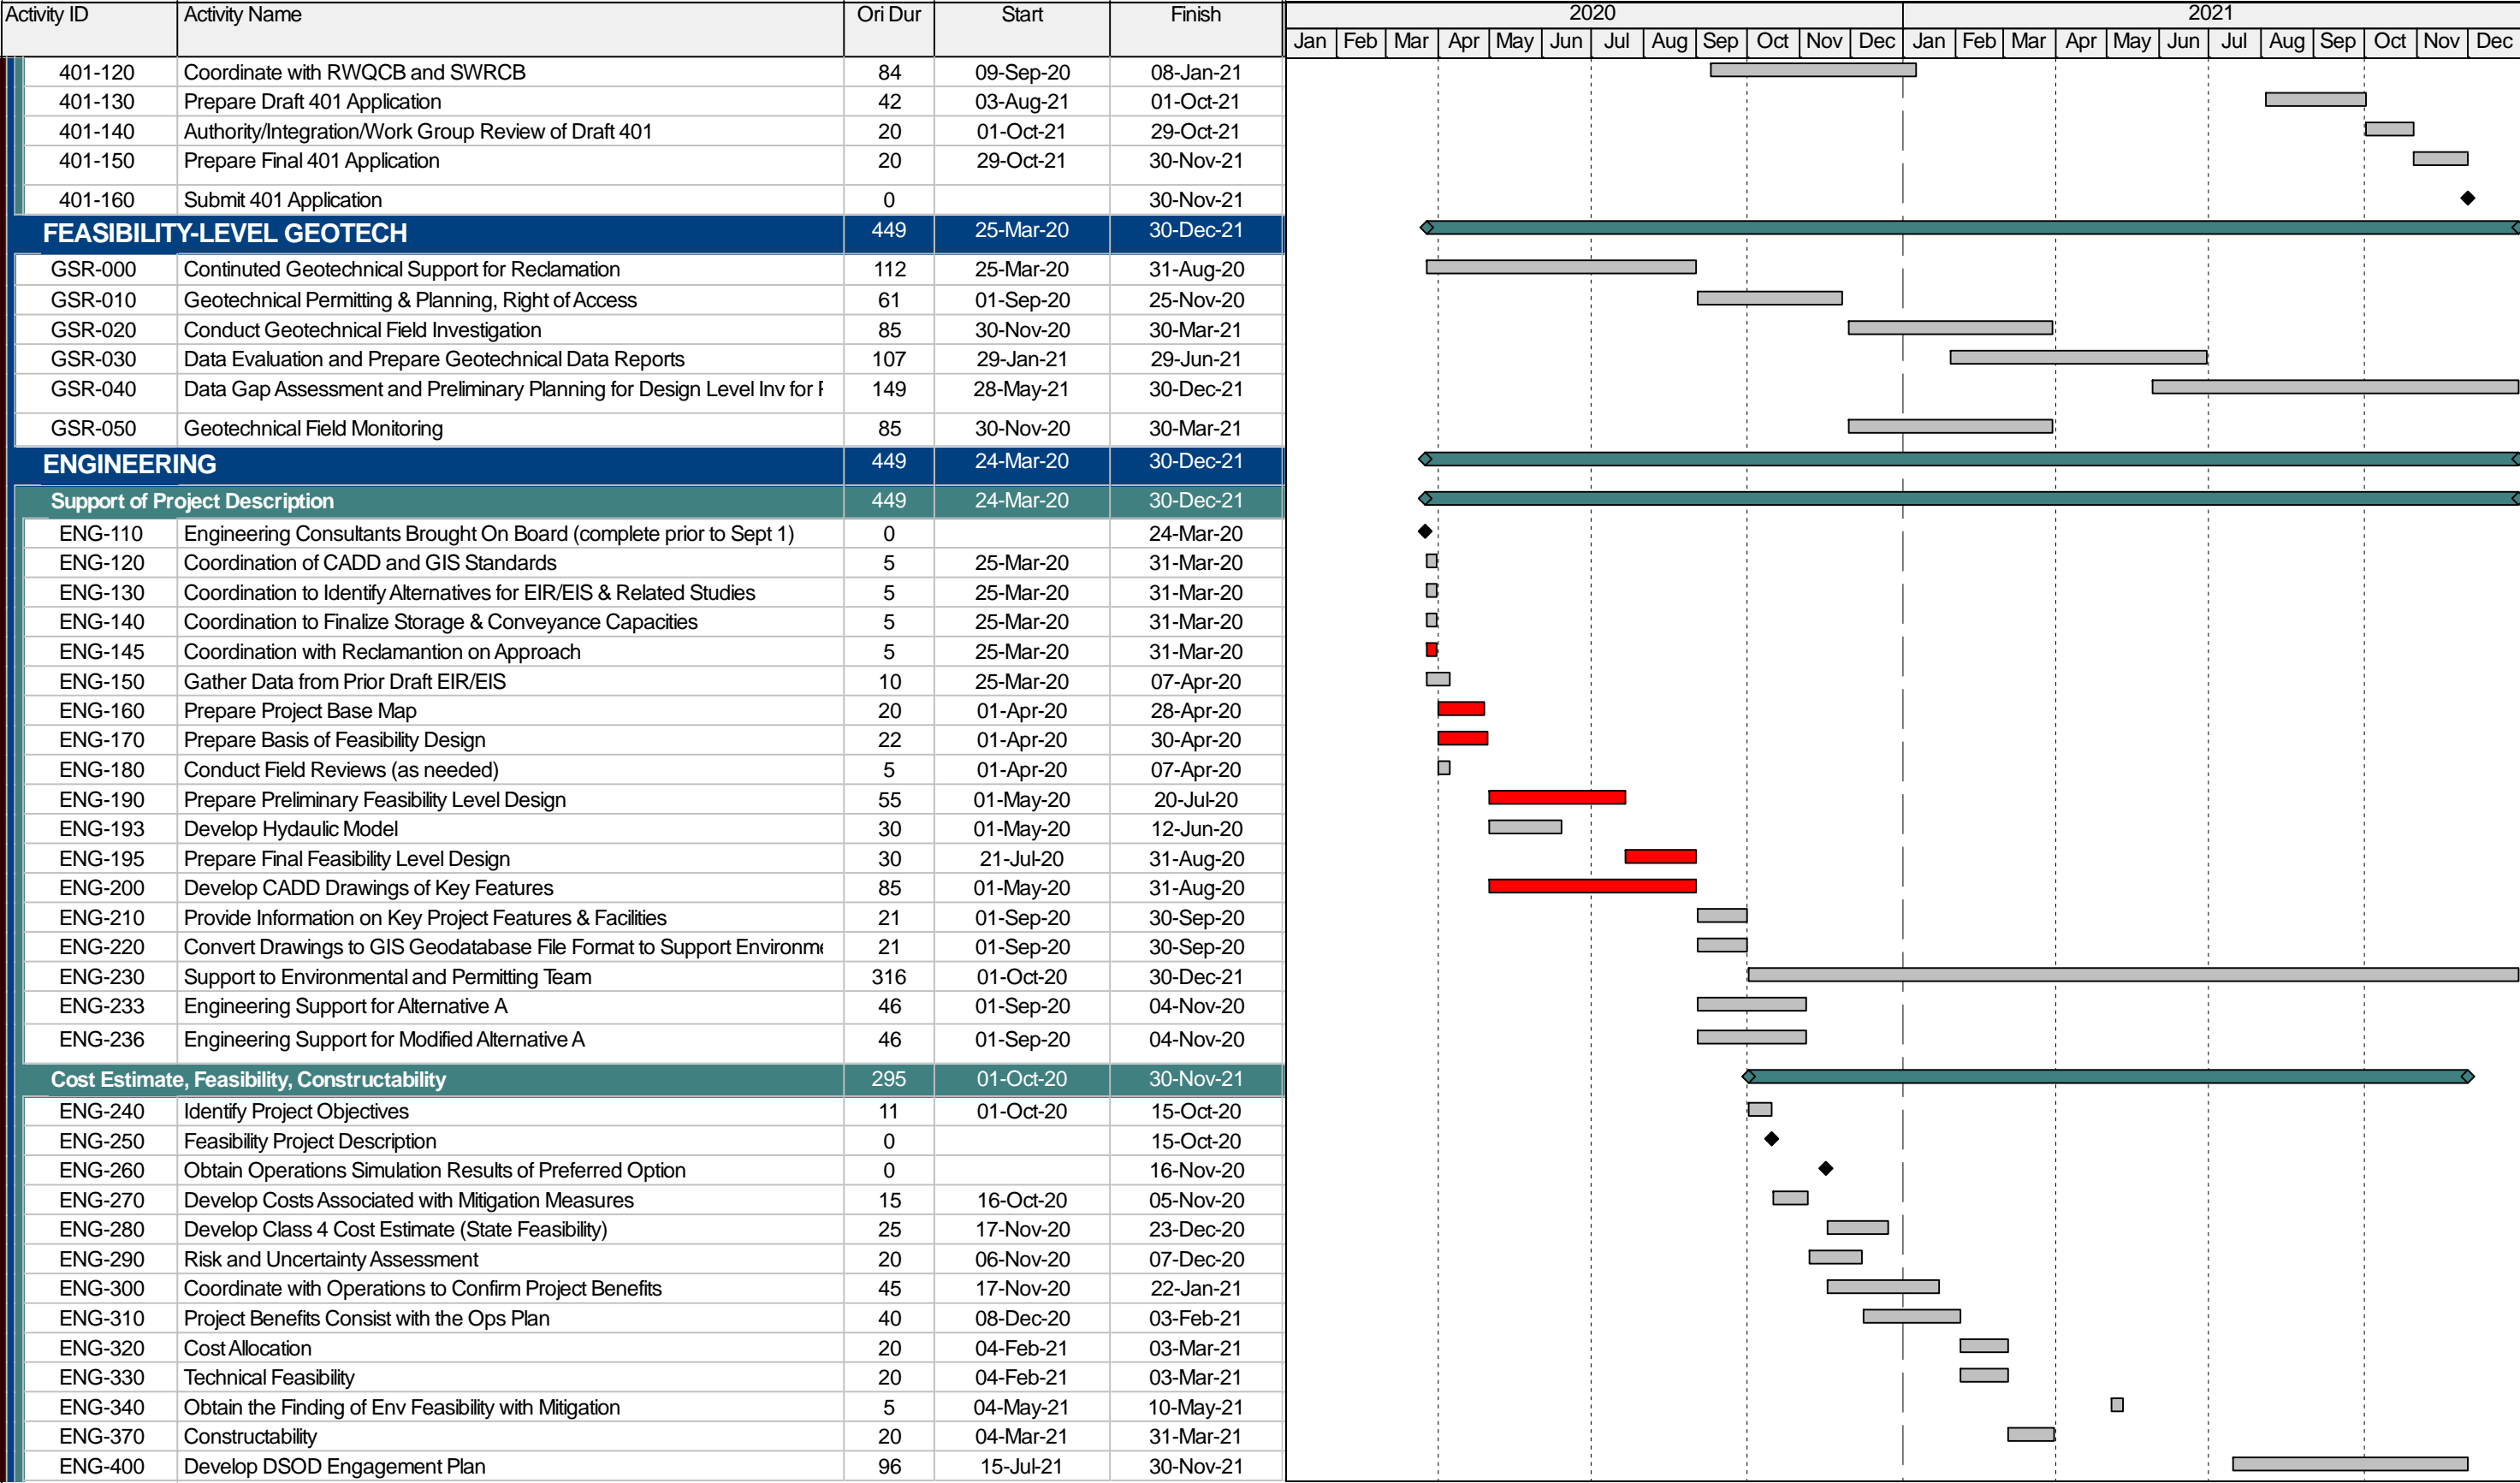 Activity ID Activity Name Ori Dur Start Finish 2020 2021
Jan Feb Mar Apr May Jun Jul Aug Sep Oct Nov Dec Jan Feb Mar Apr May Jun Jul Aug Sep Oct Nov Dec
401-120 Coordinate with RWQCB and SWRCB 84 09-Sep-20 08-Jan-21
401-130 Prepare Draft 401 Application 42 03-Aug-21 01-Oct-21
401-140 Authority/Integration/Work Group Review of Draft 401 20 01-Oct-21 29-Oct-21
401-150 Prepare Final 401 Application 20 29-Oct-21 30-Nov-21
401-160 Submit 401 Application 0 30-Nov-21
FEASIBILITY-LEVEL GEOTECH 449 25-Mar-20 30-Dec-21
GSR-000 Continuted Geotechnical Support for Reclamation 112 25-Mar-20 31-Aug-20
GSR-010 Geotechnical Permitting & Planning, Right of Access 61 01-Sep-20 25-Nov-20
GSR-020 Conduct Geotechnical Field Investigation 85 30-Nov-20 30-Mar-21
GSR-030 Data Evaluation and Prepare Geotechnical Data Reports 107 29-Jan-21 29-Jun-21
GSR-040 Data Gap Assessment and Preliminary Planning for Design Level Inv for 149 28-May-21 30-Dec-21
GSR-050 Geotechnical Field Monitoring 85 30-Nov-20 30-Mar-21
ENGINEERING 449 24-Mar-20 30-Dec-21
Support of Project Description 449 24-Mar-20 30-Dec-21
ENG-110 Engineering Consultants Brought On Board (complete prior to Sept 1) 0 24-Mar-20
ENG-120 Coordination of CADD and GIS Standards 5 25-Mar-20 31-Mar-20
ENG-130 Coordination to Identify Alternatives for EIR/EIS & Related Studies 5 25-Mar-20 31-Mar-20
ENG-140 Coordination to Finalize Storage & Conveyance Capacities 5 25-Mar-20 31-Mar-20
ENG-145 Coordination with Reclamantion on Approach 5 25-Mar-20 31-Mar-20
ENG-150 Gather Data from Prior Draft EIR/EIS 10 25-Mar-20 07-Apr-20
ENG-160 Prepare Project Base Map 20 01-Apr-20 28-Apr-20
ENG-170 Prepare Basis of Feasibility Design 22 01-Apr-20 30-Apr-20
ENG-180 Conduct Field Reviews (as needed) 5 01-Apr-20 07-Apr-20
ENG-190 Prepare Preliminary Feasibility Level Design 55 01-May-20 20-Jul-20
ENG-193 Develop Hydaulic Model 30 01-May-20 12-Jun-20
ENG-195 Prepare Final Feasibility Level Design 30 21-Jul-20 31-Aug-20
ENG-200 Develop CADD Drawings of Key Features 85 01-May-20 31-Aug-20
ENG-210 Provide Information on Key Project Features & Facilities 21 01-Sep-20 30-Sep-20
ENG-220 Convert Drawings to GIS Geodatabase File Format to Support Environm 21 01-Sep-20 30-Sep-20
ENG-230 Support to Environmental and Permitting Team 316 01-Oct-20 30-Dec-21
ENG-233 Engineering Support for Alternative A 46 01-Sep-20 04-Nov-20
ENG-236 Engineering Support for Modified Alternative A 46 01-Sep-20 04-Nov-20
Cost Estimate, Feasibility, Constructability 295 01-Oct-20 30-Nov-21
ENG-240 Identify Project Objectives 11 01-Oct-20 15-Oct-20
ENG-250 Feasibility Project Description 0 15-Oct-20
ENG-260 Obtain Operations Simulation Results of Preferred Option 0 16-Nov-20
ENG-270 Develop Costs Associated with Mitigation Measures 15 16-Oct-20 05-Nov-20
ENG-280 Develop Class 4 Cost Estimate (State Feasibility) 25 17-Nov-20 23-Dec-20
ENG-290 Risk and Uncertainty Assessment 20 06-Nov-20 07-Dec-20
ENG-300 Coordinate with Operations to Confirm Project Benefits 45 17-Nov-20 22-Jan-21
ENG-310 Project Benefits Consist with the Ops Plan 40 08-Dec-20 03-Feb-21
ENG-320 Cost Allocation 20 04-Feb-21 03-Mar-21
ENG-330 Technical Feasibility 20 04-Feb-21 03-Mar-21
ENG-340 Obtain the Finding of Env Feasibility with Mitigation 5 04-May-21 10-May-21
ENG-370 Constructability 20 04-Mar-21 31-Mar-21
ENG-400 Develop DSOD Engagement Plan 96 15-Jul-21 30-Nov-21